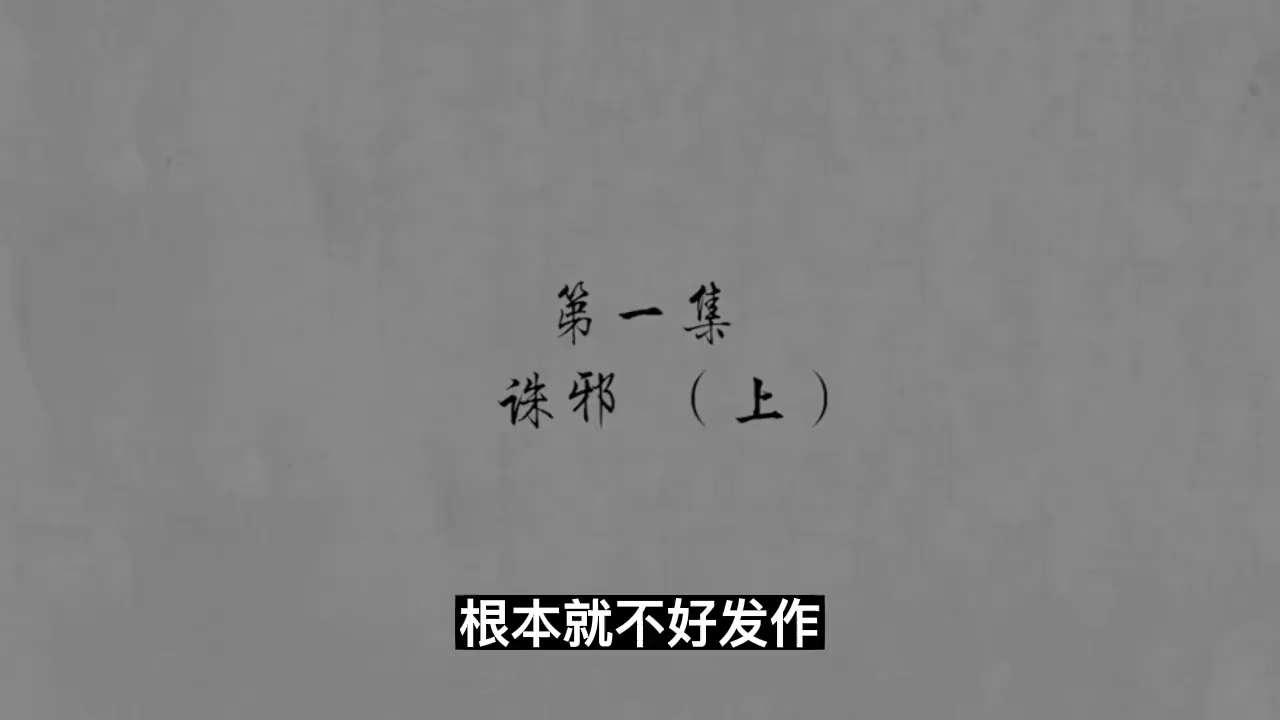 第一集
诛邪（上）
根本就不好发作